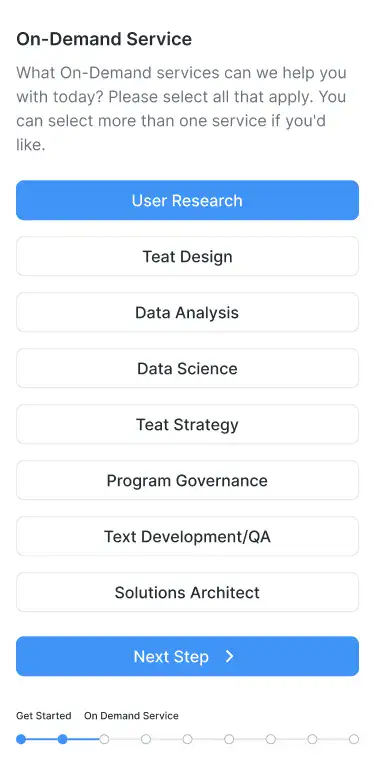 On-Demand Service
What On-Demand services can we help you
with today? Please select all that apply. You
can select more than one service if you'd
like.
User Research
Teat Design
Data Analysis
Data Science
Teat Strategy
Program Governance
Text Development/QA
Solutions Architect
Next Step
Get Started On Demand Service